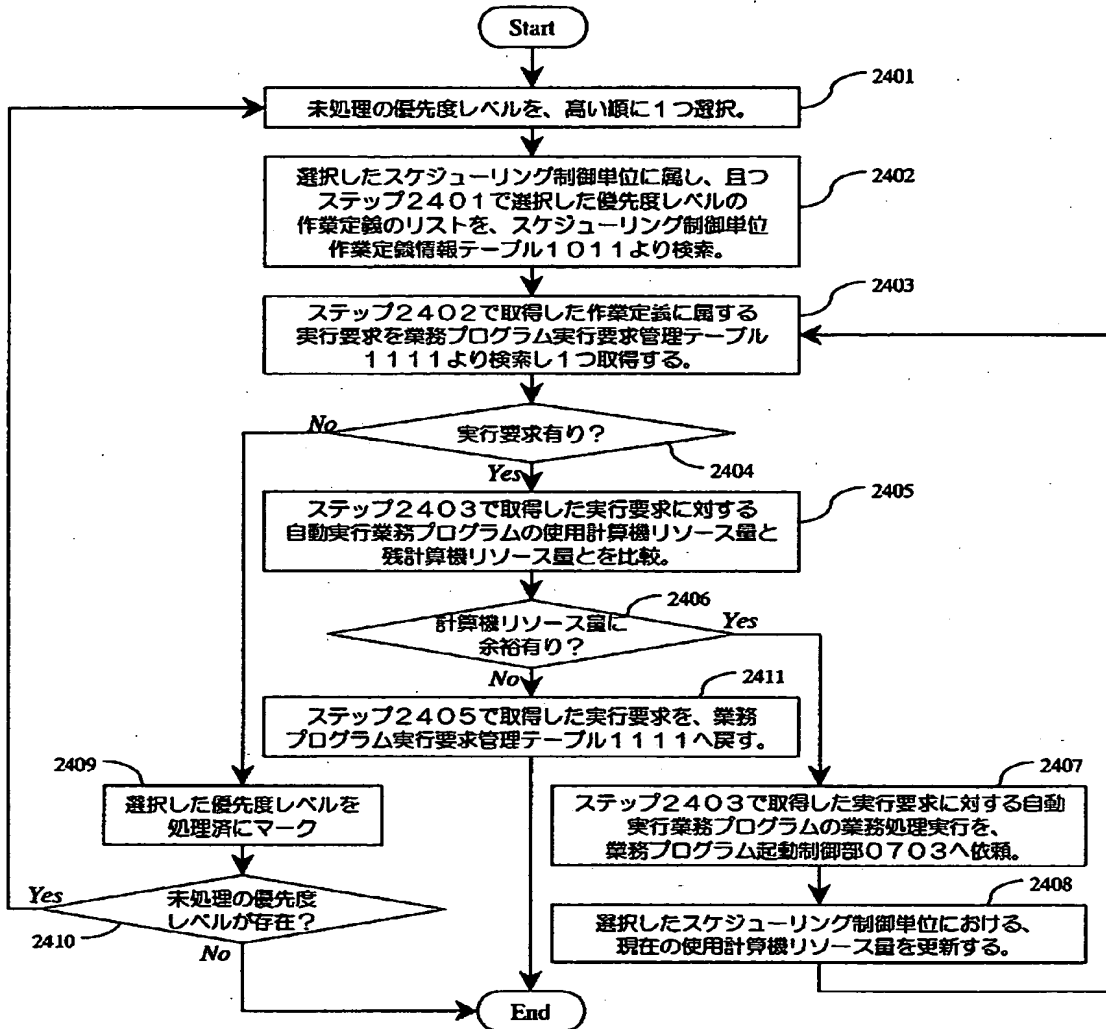 Start
2401
未処理の優先度レベルを、高い順に１つ選択。
選択したスケジューリング制御単位に属し、且つ
ステップ２４０１で選択した優先度レベルの
作業定義のリストを、スケジューリング制御単位
作業定義情報テーブル１０１１より検索。
2402
2403
ステップ２４０２で取得した作業定義に属する
実行要求を業務プログラム実行要求管理テーブル
１１１１より検索し１つ取得する。
No
実行要求有り？
2404
Yes
2405
ステップ２４０３で取得した実行要求に対する
自動実行業務プログラムの使用計算機リソース量と
残計算機リソース量とを比較。
2406
計算機リソース量に
余裕有り？
Yes
No
2411
ステップ２４０５で取得した実行要求を、業務
プログラム実行要求管理テーブル１１１１へ戻す。
2409
選択した優先度レベルを
処理済にマーク
2407
ステップ２４０３で取得した実行要求に対する自動
実行業務プログラムの業務処理実行を、
業務プログラム起動制御部０７０３へ依頼。
Yes
未処理の優先度
レベルが存在？
2410
No
2408
選択したスケジューリング制御単位における、
現在の使用計算機リソース量を更新する。
End